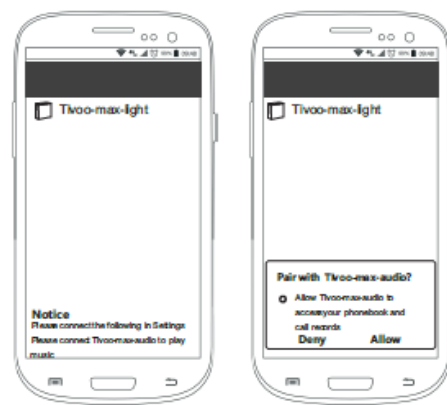 Tivoo-max-light
Notice
Please connect the following in Settings
Please connect Tivoo-max-audio to play
music
Tivoo-max-light
Pair with Tivoo-max-audio?
Allow Tivoo-max-audio to
access your phonebook and
call records
Deny Allow